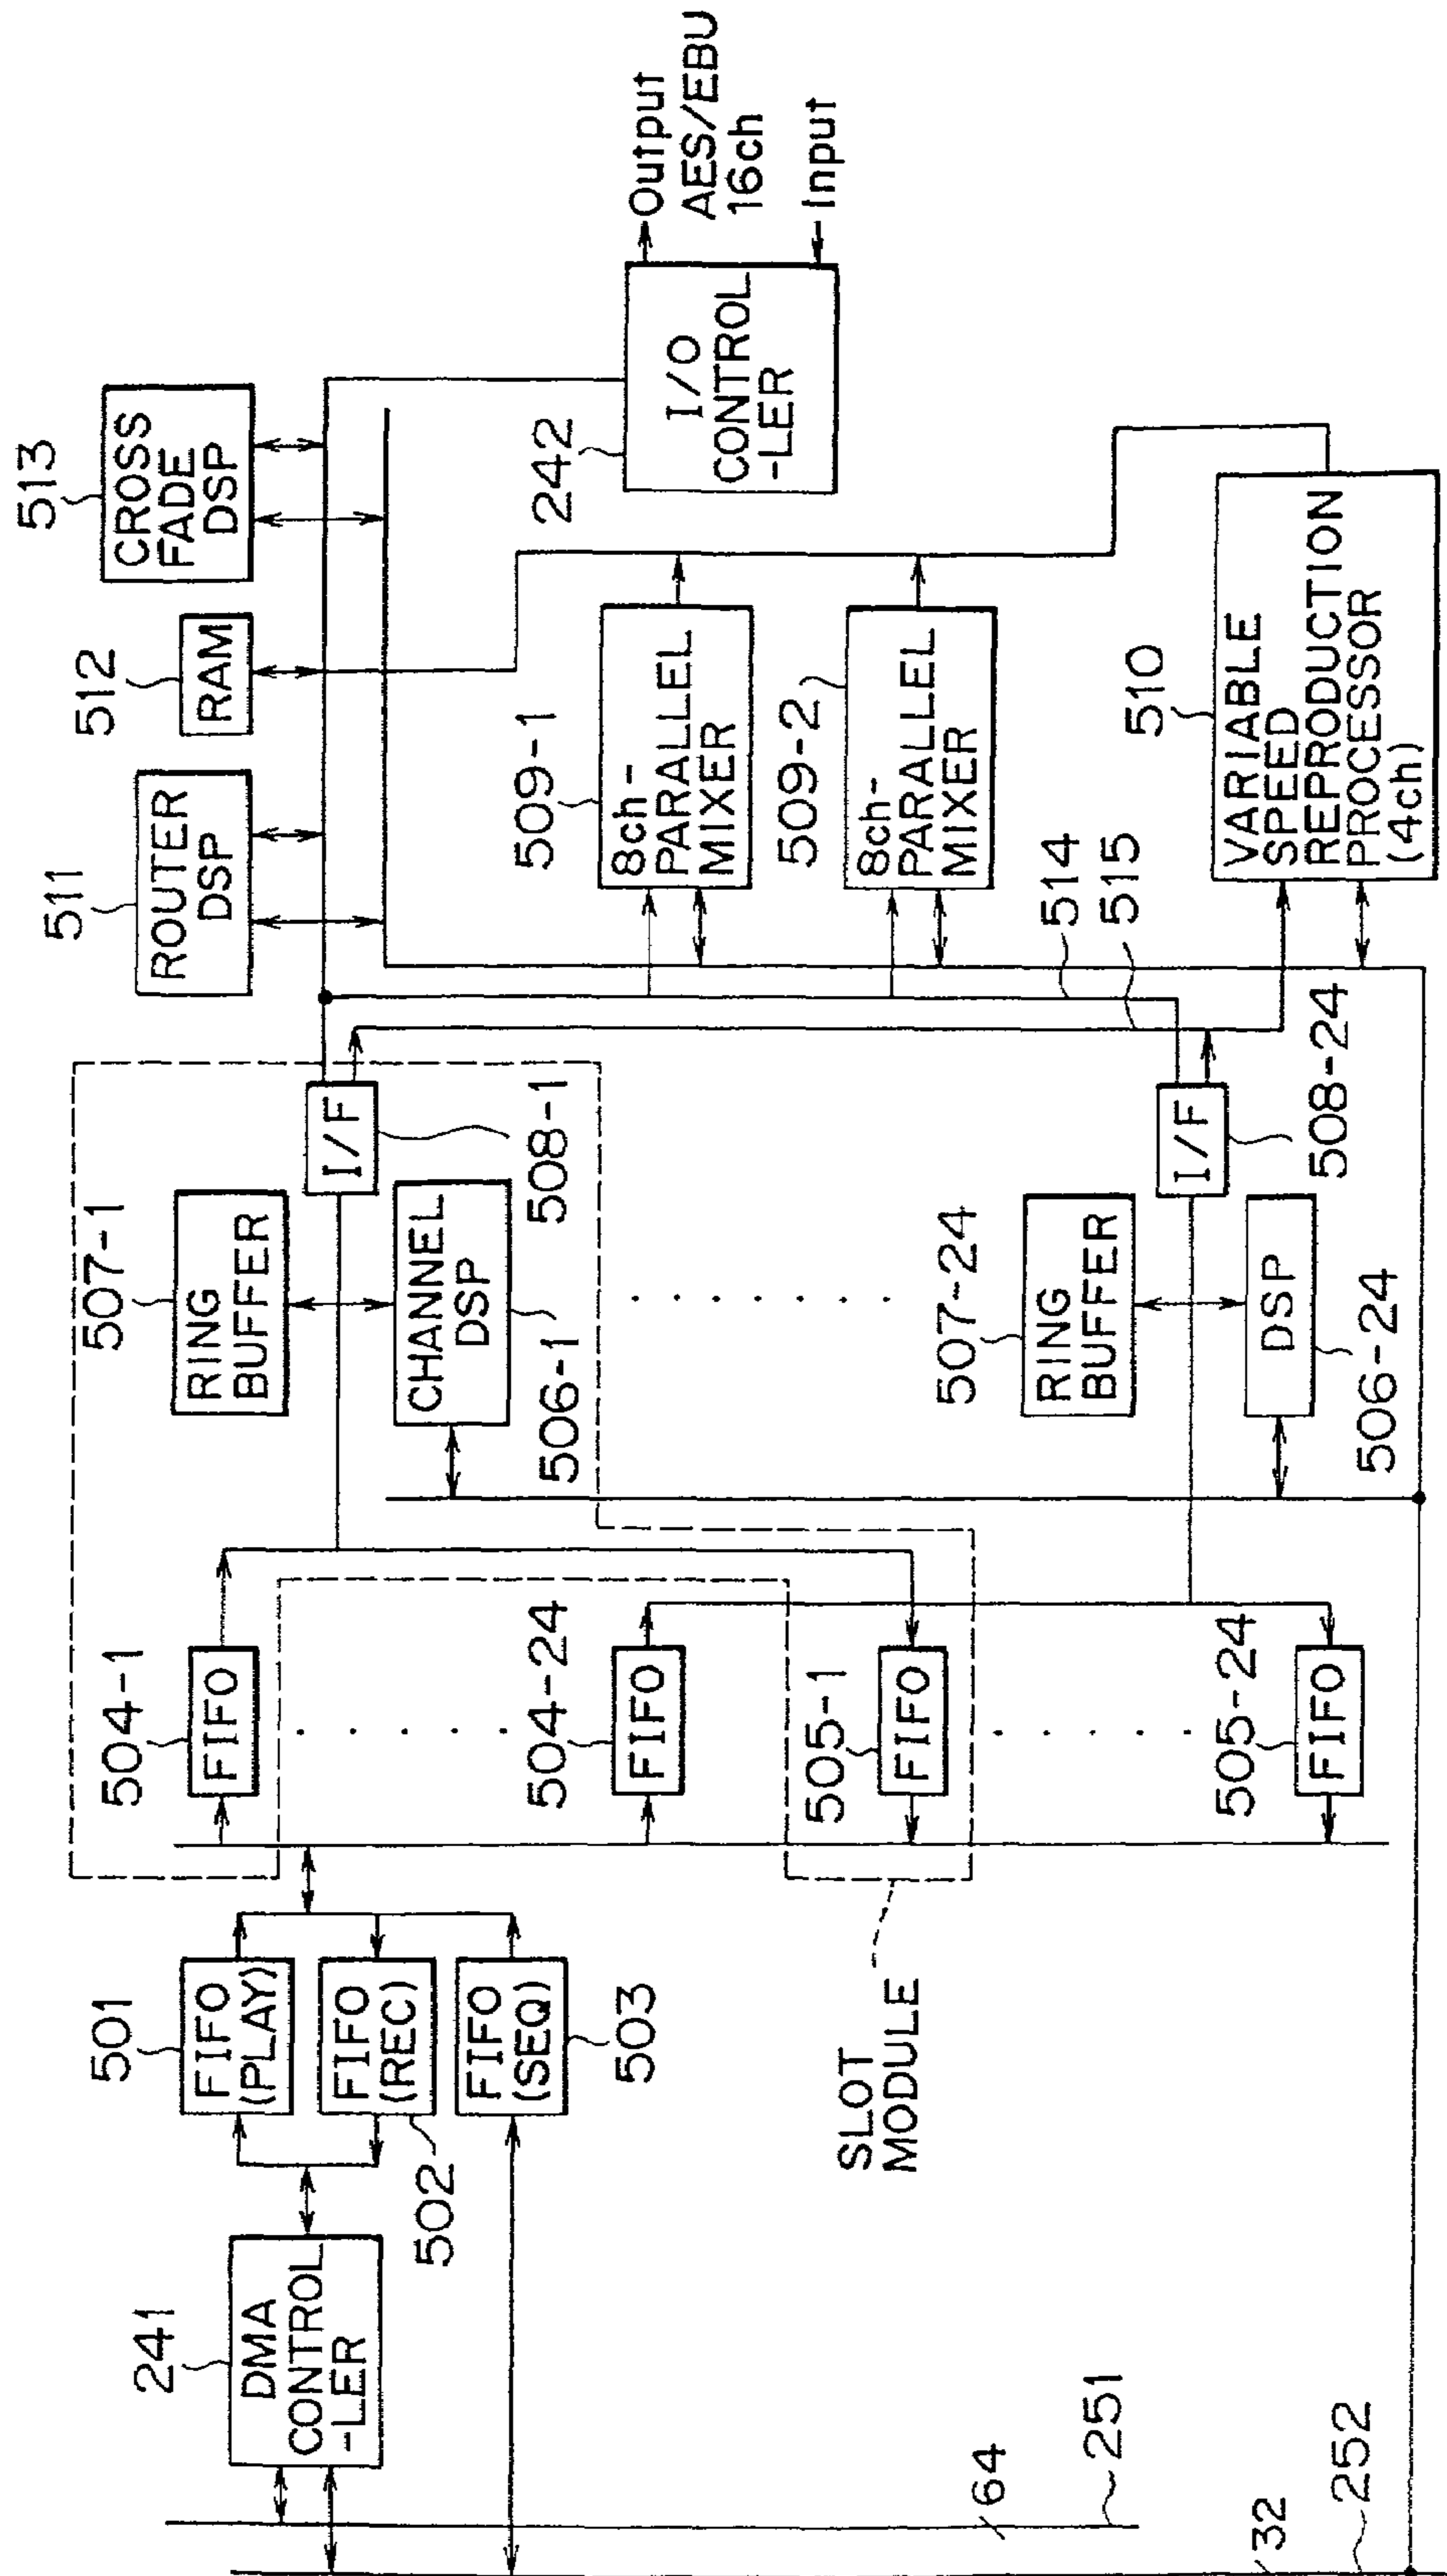 241
DMA
CONTROL
-LER
501
FIFO
(PLAY)
FIFO
(REC)
502
FIFO
(SEQ)
503
64
251
32
252
SLOT
MODULE
504-1
FIFO
504-24
FIFO
505-1
FIFO
505-24
FIFO
507-1
RING
BUFFER
I/F
508-1
CHANNEL
DSP
506-1
507-24
RING
BUFFER
I/F
508-24
DSP
506-24
511
ROUTER
DSP
512
RAM
513
CROSS
FADE
DSP
509-1
8ch-
PARALLEL
MIXER
509-2
8ch-
PARALLEL
MIXER
514
515
510
VARIABLE
SPEED
REPRODUCTION
PROCESSOR
(4ch)
242
I/O
CONTROL
-LER
Output
AES/EBU
16ch
Input